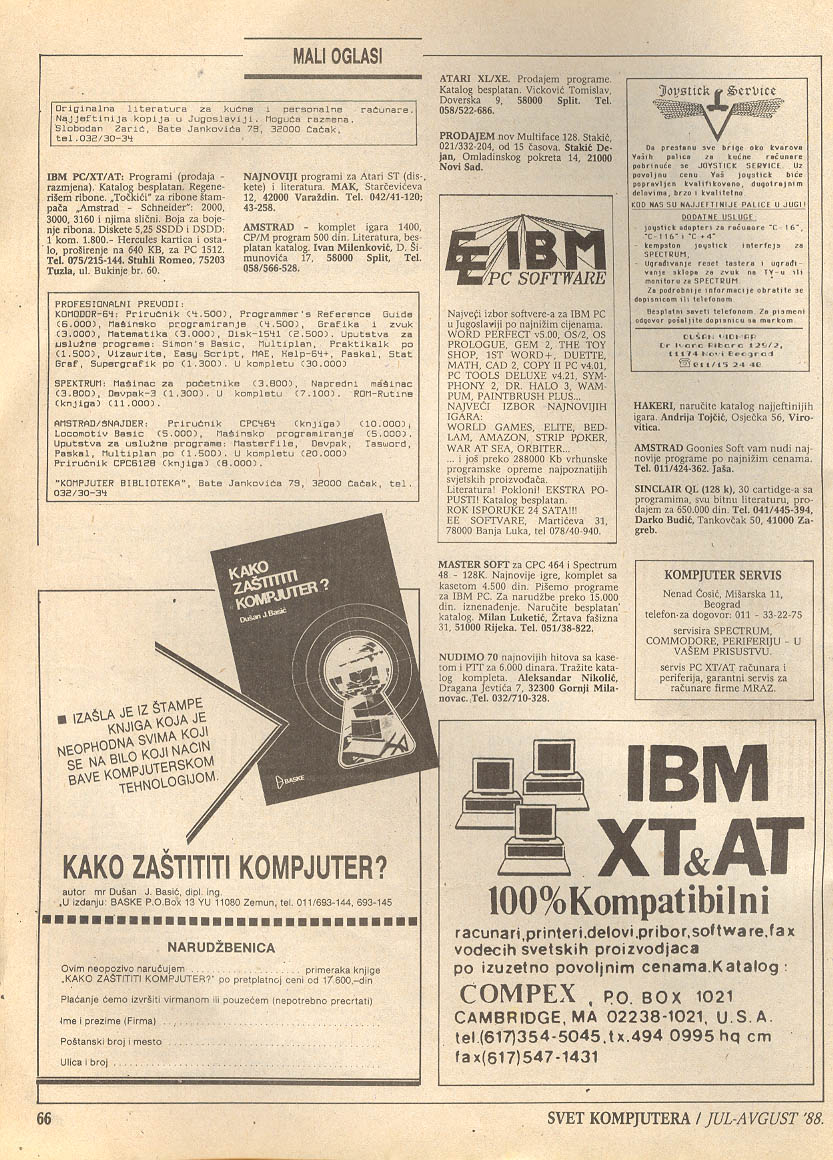 MALI OGLASI
Originalna literatura za kućne i personalne računare.
Najjeftinija kopija u Jugoslaviji. Moguća razmena.
Slobodan Zarić, Bate Jankovića 79, 32000 Čačak,
tel.032/30-34
IBM PC/XT/AT: Programi (prodaja -
razmjena). Katalog besplatan. Regene-
rišem ribone. „Točkići” za ribone štam-
pača „Amstrad - Schneider”: 2000,
3000, 3160 i njima slični. Boja za boje-
nje ribona. Diskete 5,25 SSDD i DSDD:
1 kom. 1.800.- Hercules kartica i osta-
lo, proširenje na 640 KB, za PC 1512.
Tel. 075/215-144. Stuhli Romeo, 75203
Tuzla, ul. Bukinje br. 60.
NAJNOVIJI programi za Atari ST (dis-
kete) i literatura. MAK, Starčevićeva
12, 42000 Varaždin. Tel. 042/41-120;
43-258.
AMSTRAD - komplet igara 1400,
CP/M program 500 din. Literatura, bes-
platan katalog. Ivan Milenković, D. Ši-
munovića 17, 58000 Split, Tel.
058/566-528.
PROFESIONALNI PREVODI:
KOMODOR-64: Priručnik (4.500), Programmer's Reference Guide
(6.000), Mašinsko programiranje (4.500), Grafika i zvuk
(3.000), Matematika (3.000), Disk-1541 (2.500). Uputstva za
uslužne programe: Simon's Basic, Multiplan, Praktikalk po
(1.500), Vizawrite, Easy Script, MAE, Help-64+, Paskal, Stat
Graf, Supergrafik po (1.300). U kompletu (30.000)
SPEKTRUM: Mašinac za početnike (3.800), Napredni mašinac
(3.800), Devpak-3 (1.300). U kompletu (7.100). ROM-Rutine
(knjiga) (11.000).
AMSTRAD/SNAJDER: Priručnik CPC464 (knjiga) (10.000),
Locomotiv Basic (5.000), Mašinsko programiranje (5.000).
Uputstva za uslužne programe: Masterfile, Devpak, Tasword,
Paskal, Multiplan po (1.500). U kompletu (20.000)
Priručnik CPC6128 (knjiga) (8.000).
"KOMPJUTER BIBLIOTEKA", Bate Jankovića 79, 32000 Čačak, tel.
032/30-34
KAKO
ZAŠTITITI
KOMPJUTER?
Dušan J. Basić
BASKE
■ IZAŠLA JE IZ ŠTAMPE
KNJIGA KOJA JE
NEOPHODNA SVIMA KOJI
SE NA BILO KOJI NAČIN
BAVE KOMPJUTERSKOM
TEHNOLOGIJOM.
KAKO ZAŠTITITI KOMPJUTER?
autor mr Dušan J. Basić, dipl. ing.
U izdanju: BASKE P.O.Box 13 YU 11080 Zemun, tel. 011/693-144, 693-145
NARUDŽBENICA
Ovim neopozivo naručujem .................... primeraka knjige
„KAKO ZAŠTITITI KOMPJUTER?” po pretplatnoj ceni od 17.600,–din
Plaćanje ćemo izvršiti virmanom ili pouzećem (nepotrebno precrtati)
Ime i prezime (Firma) ........................................
Poštanski broj i mesto ........................................
Ulica i broj ........................................
ATARI XL/XE. Prodajem programe.
Katalog besplatan. Vicković Tomislav,
Doverska 9, 58000 Split. Tel.
058/522-686.
PRODAJEM nov Multiface 128. Stakić,
021/332-204, od 15 časova. Stakić De-
jan, Omladinskog pokreta 14, 21000
Novi Sad.
EE IBM
PC SOFTWARE
Najveći izbor softvere-a za IBM PC
u Jugoslaviji po najnižim cijenama.
WORD PERFECT v5.00, OS/2, OS
PROLOGUE, GEM 2, THE TOY
SHOP, 1ST WORD+, DUETTE,
MATH, CAD 2, COPY II PC v4.01,
PC TOOLS DELUXE v4.21, SYM-
PHONY 2, DR. HALO 3, WAM-
PUM, PAINTBRUSH PLUS...
NAJVEĆI IZBOR NAJNOVIJIH
IGARA:
WORLD GAMES, ELITE, BED-
LAM, AMAZON, STRIP POKER,
WAR AT SEA, ORBITER...
... i još preko 288000 Kb vrhunske
programske opreme najpoznatijih
svjetskih proizvođača.
Literatura! Pokloni! EKSTRA PO-
PUSTI! Katalog besplatan.
ROK ISPORUKE 24 SATA!!!
EE SOFTVARE, Martićeva 31,
78000 Banja Luka, tel 078/40-940.
MASTER SOFT za CPC 464 i Spectrum
48 - 128K. Najnovije igre, komplet sa
kasetom 4.500 din. Pišemo programe
za IBM PC. Za narudžbe preko 15.000
din. iznenađenje. Naručite besplatan
katalog. Milan Luketić, Žrtava fašizna
31, 51000 Rijeka. Tel. 051/38-822.
NUDIMO 70 najnovijih hitova sa kase-
tom i PTT za 6.000 dinara. Tražite kata-
log kompleta. Aleksandar Nikolić,
Dragana Jevtića 7, 32300 Gornji Mila-
novac. Tel. 032/710-328.
Joystick Service
Da prestanu sve brige oko kvarova
Vaših palica za kućne računare
pobrinuće se JOYSTICK SERVICE. Uz
povoljnu cenu Vaš joystick biće
popravljen kvalifikovano, dugotrajnim
delovima, brzo i kvalitetno
KOD NAS SU NAJJEFTINIJE PALICE U JUGI!
DODATNE USLUGE:
- joystick adapteri za računare "C-16",
"C-116" i "C+4"
- kempston joystick interfejs za
SPECTRUM,
- Ugrađivanje reset tastera i ugrađi-
vanje sklopa za zvuk na TV-u ili
monitoru za SPECTRUM
Za podrobnije informacije obratite se
dopisnicom ili telefonom
Besplatni saveti telefonom. Za pismeni
odgovor pošaljite dopisnicu sa markom.
DUŠAN
Dr Ivana Ribara 129/2,
11174 Novi Beograd
☎ 011/15 24 48
HAKERI, naručite katalog najjeftinijih
igara. Andrija Tojčić, Osječka 56, Viro-
vitica.
AMSTRAD Goonies Soft vam nudi naj-
novije programe po najnižim cenama.
Tel. 011/424-362. Jaša.
SINCLAIR QL (128 k), 30 cartidge-a sa
programima, svu bitnu literaturu, pro-
dajem za 650.000 din. Tel. 041/445-394,
Darko Budić, Tankovčak 50, 41000 Za-
greb.
KOMPJUTER SERVIS
Nenad Ćosić, Mišarska 11,
Beograd
telefon za dogovor: 011 - 33-22-75
servisira SPECTRUM,
COMMODORE, PERIFERIJU - U
VAŠEM PRISUSTVU.
servis PC XT/AT računara i
periferija, garantni servis za
računare firme MRAZ.
IBM
XT&AT
100%Kompatibilni
racunari,printeri,delovi,pribor,software,fax
vodecih svetskih proizvodjaca
po izuzetno povoljnim cenama.Katalog :
COMPEX , P.O. BOX 1021
CAMBRIDGE, MA 02238-1021, U.S.A.
tel.(617)354-5045,tx.494 0995 hq cm
fax(617)547-1431
66
SVET KOMPJUTERA / JUL-AVGUST '88.